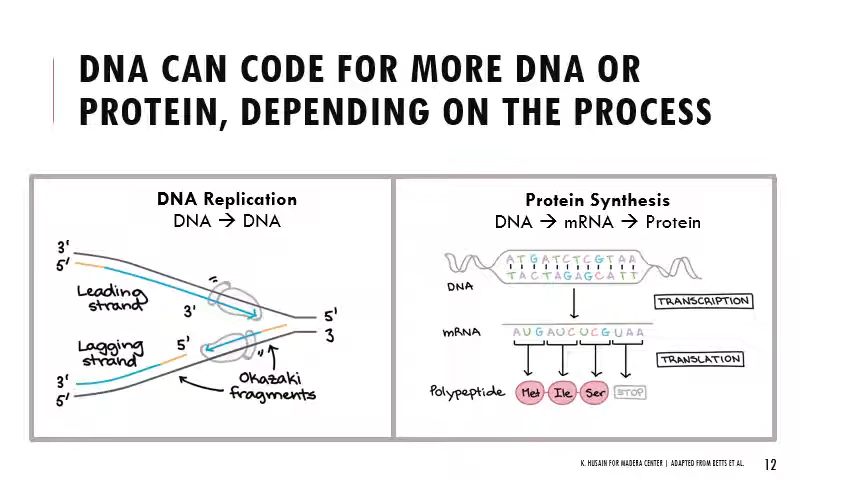 DNA CAN CODE FOR MORE DNA OR
PROTEIN, DEPENDING ON THE PROCESS
DNA Replication
DNA → DNA
3'
5'
Leading
strand
3'
5'
3
Lagging
strand
5'
3'
5'
Okazaki
fragments
Protein Synthesis
DNA → mRNA → Protein
ATGATCTCGTAA
TACTAGAGCATT
DNA
TRANSCRIPTION
mRNA
AUGAUCUCGUAA
TRANSLATION
Polypeptide
Met Ile Ser STOP
K. HUSAIN FOR MADERA CENTER | ADAPTED FROM BETTS ET AL.
12